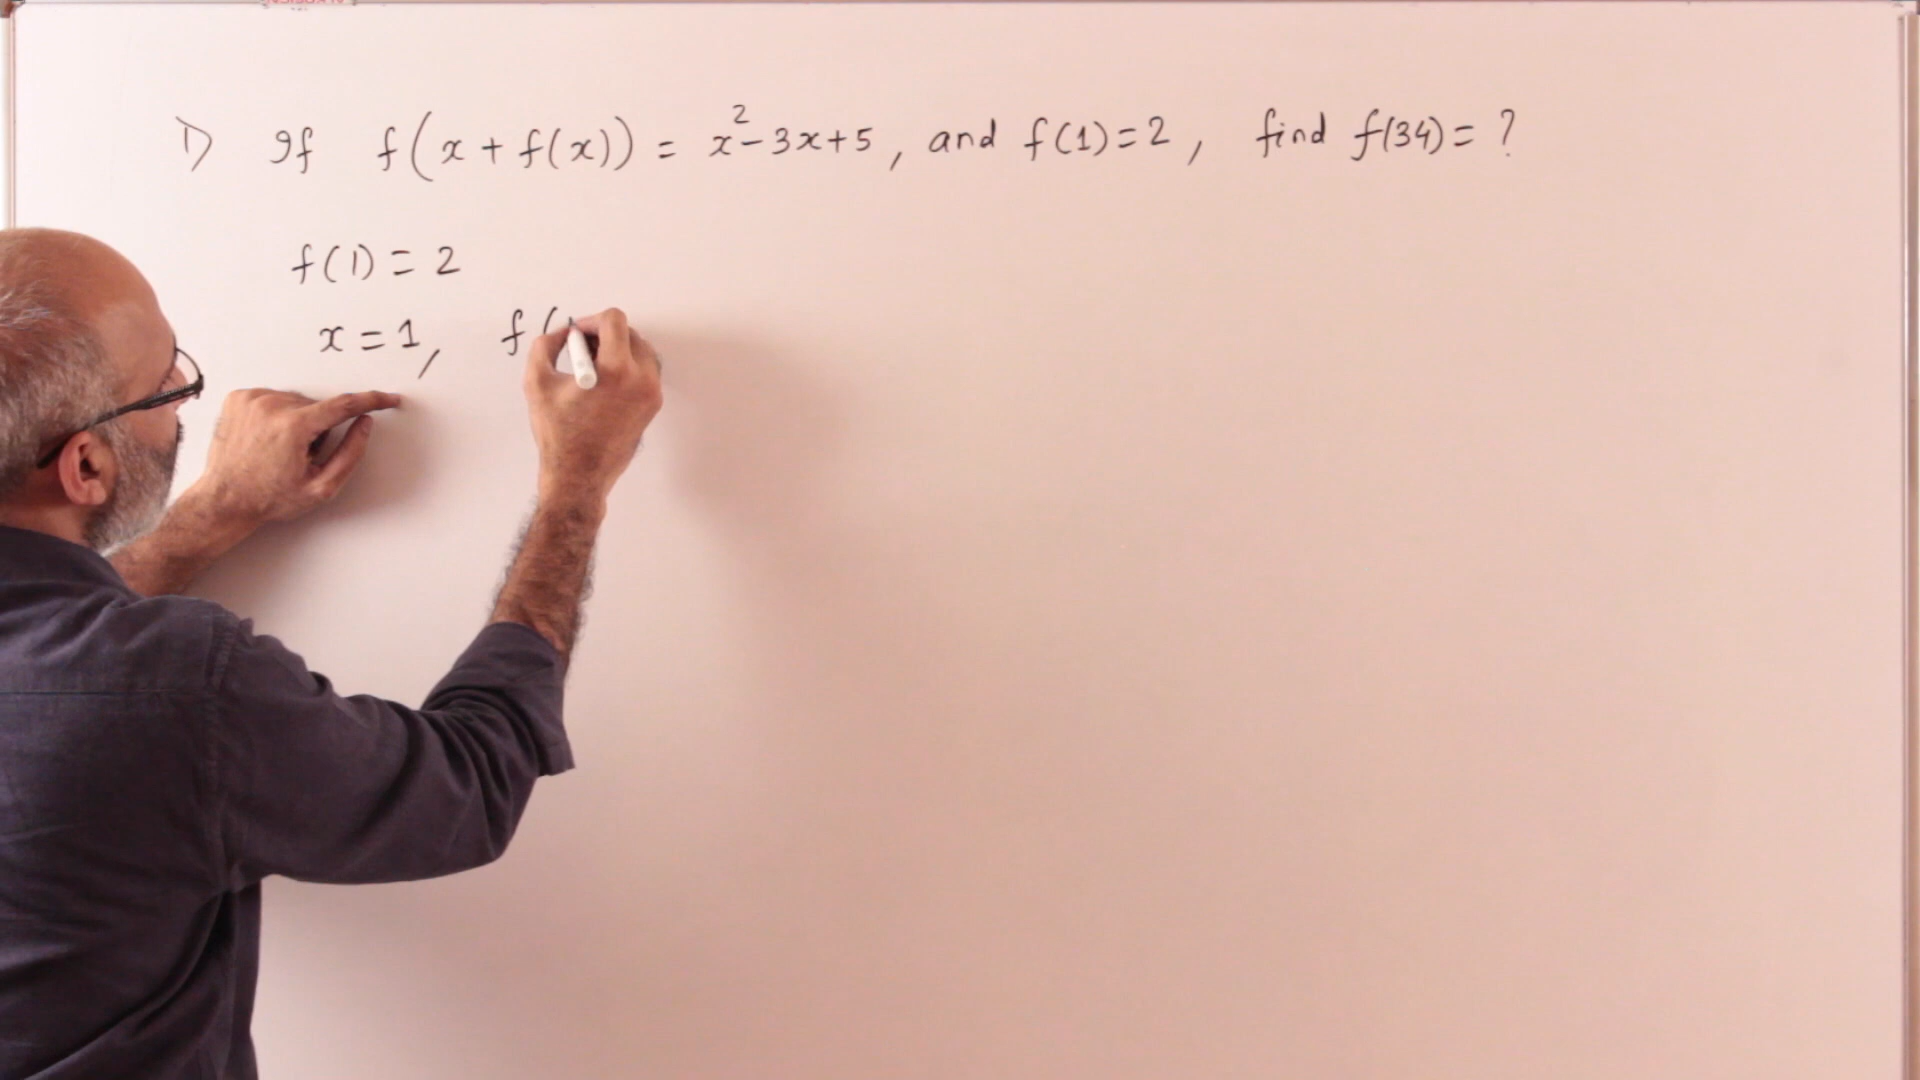 1) If f(x + f(x)) = x²-3x+5, and f(1)=2, find f(34)= ?
f(1) = 2
x = 1, f(